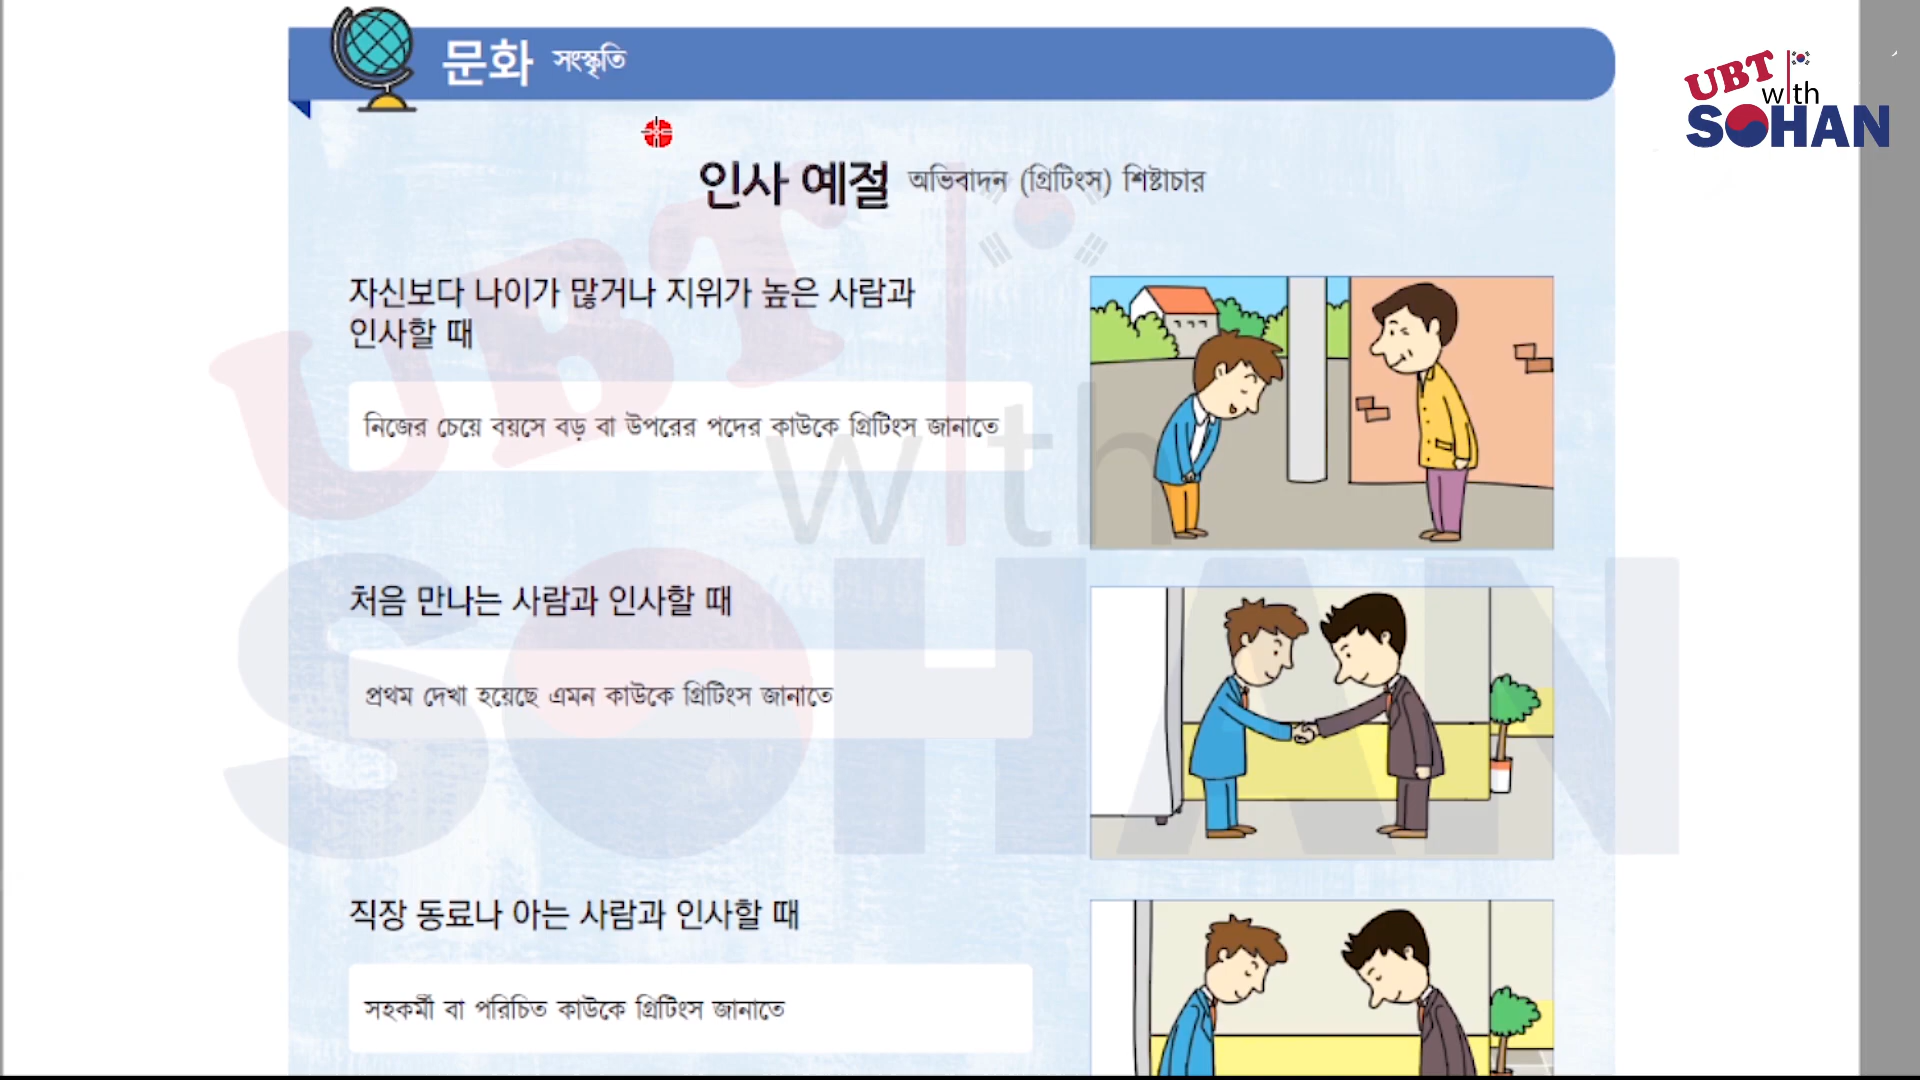 문화 সংস্কৃতি
UBT
with
SOHAN
인사 예절 অভিবাদন (গ্রিটিংস) শিষ্টাচার
자신보다 나이가 많거나 지위가 높은 사람과
인사할 때
নিজের চেয়ে বয়সে বড় বা উপরের পদের কাউকে গ্রিটিংস জানাতে
처음 만나는 사람과 인사할 때
প্রথম দেখা হয়েছে এমন কাউকে গ্রিটিংস জানাতে
직장 동료나 아는 사람과 인사할 때
সহকর্মী বা পরিচিত কাউকে গ্রিটিংস জানাতে
UBT
with
SOHAN